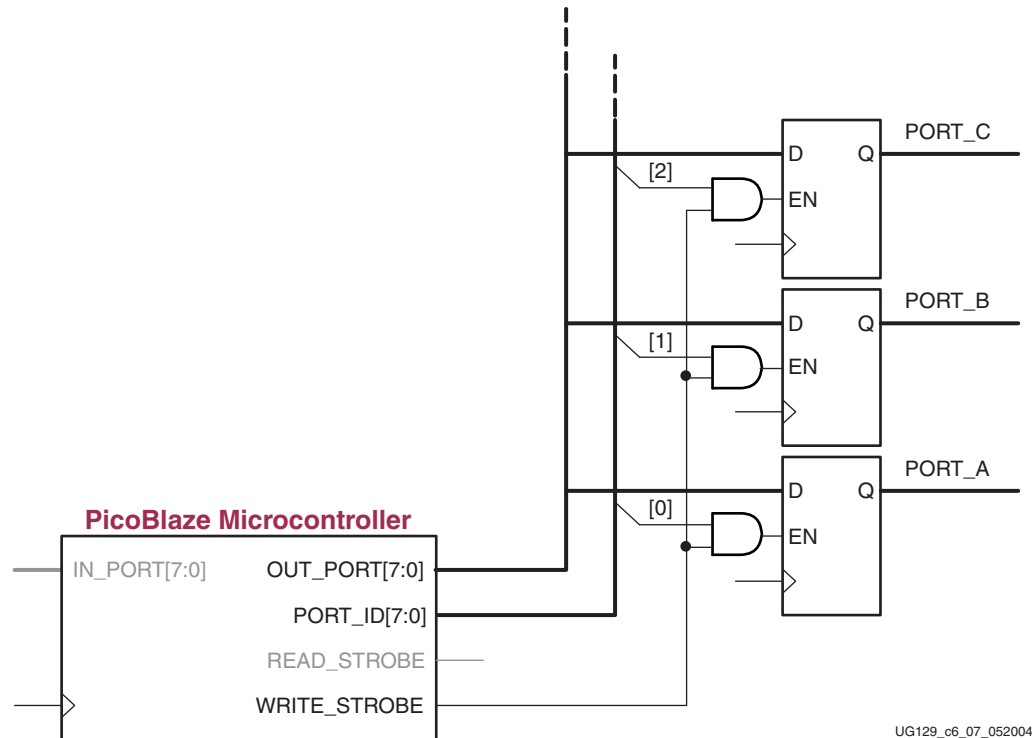 PORT_C
D Q
[2]
EN
PORT_B
D Q
[1]
EN
PORT_A
D Q
[0]
EN
PicoBlaze Microcontroller
IN_PORT[7:0] OUT_PORT[7:0]
PORT_ID[7:0]
READ_STROBE
WRITE_STROBE
UG129_c6_07_052004